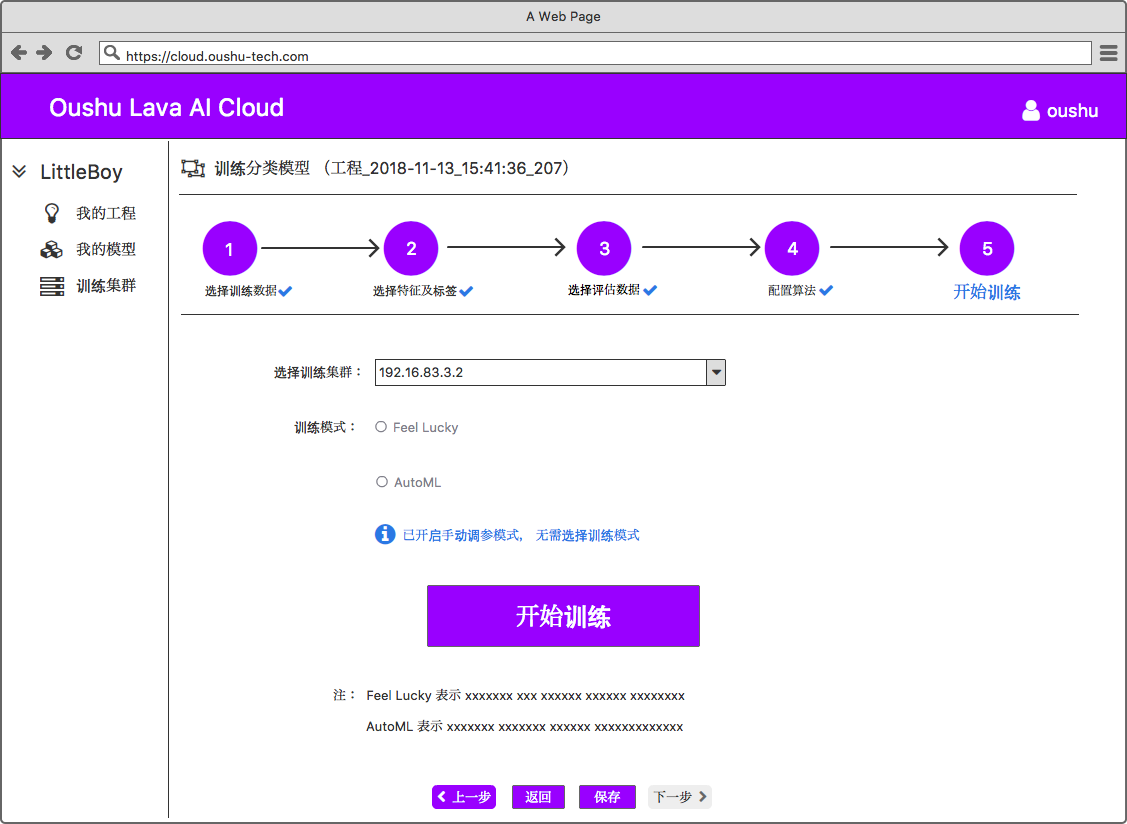 A Web Page
https://cloud.oushu-tech.com
Oushu Lava AI Cloud
oushu
LittleBoy
我的工程
我的模型
训练集群
训练分类模型 （工程_2018-11-13_15:41:36_207）
1
2
3
4
5
选择训练数据
选择特征及标签
选择评估数据
配置算法
开始训练
选择训练集群：
192.16.83.3.2
训练模式：
Feel Lucky
AutoML
已开启手动调参模式， 无需选择训练模式
开始训练
注： Feel Lucky 表示 xxxxxxx xxx xxxxxx xxxxxx xxxxxxxx
AutoML 表示 xxxxxxx xxxxxxx xxxxxx xxxxxxxxxxxxx
上一步
返回
保存
下一步